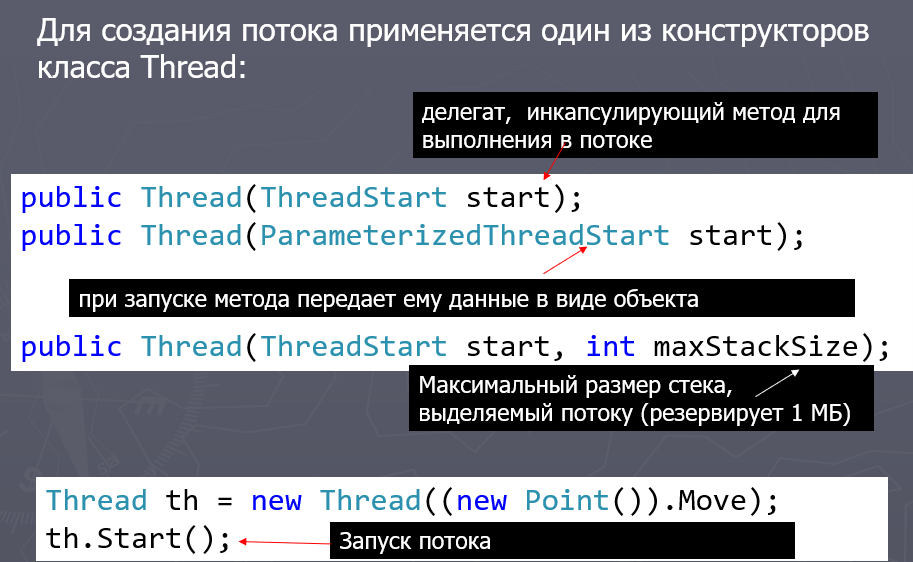 Для создания потока применяется один из конструкторов
класса Thread:
делегат, инкапсулирующий метод для
выполнения в потоке
public Thread(ThreadStart start);
public Thread(ParameterizedThreadStart start);
при запуске метода передает ему данные в виде объекта
public Thread(ThreadStart start, int maxStackSize);
Максимальный размер стека,
выделяемый потоку (резервирует 1 МБ)
Thread th = new Thread((new Point()).Move);
th.Start();
Запуск потока